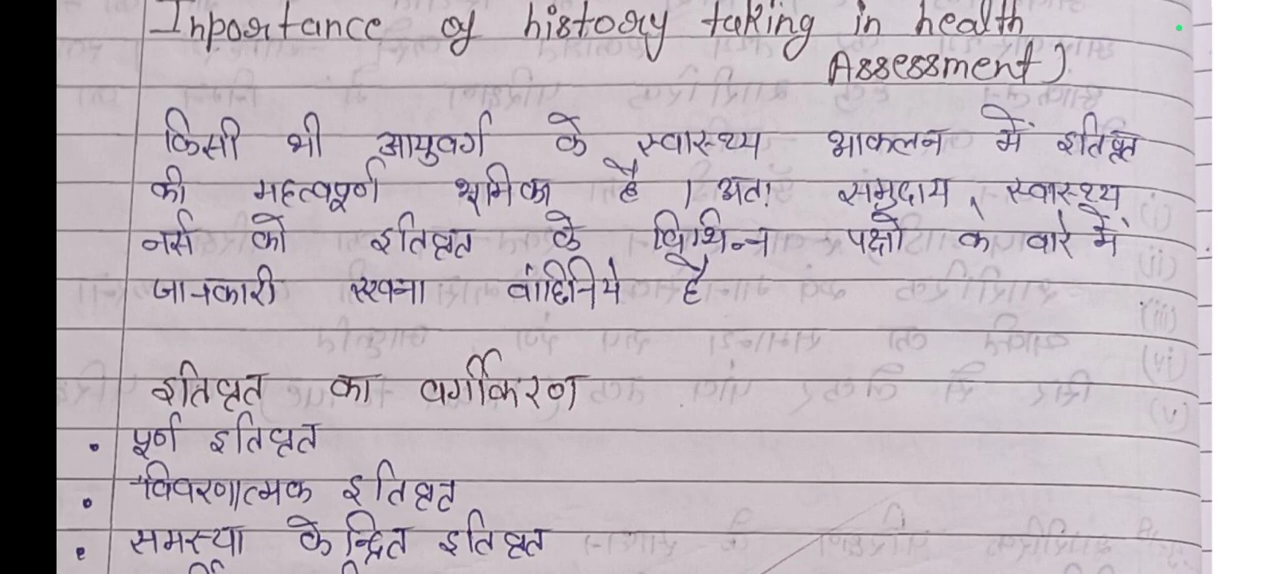 Inportance of history taking in health
Assessment).
किसी भी आयुवर्ग के स्वास्थ्य आकलन में इतिवृत
की महत्वपूर्ण भूमिका है । अतः समुदाय स्वास्थ्य
नर्स को इतिवृत के विभिन्न पक्षो के बारे में
जानकारी रखना वांछिनिये है
इतिवृत का वर्गीकरण
• पूर्ण इतिवृत
• विवरणात्मक इतिवृत
• समस्या केन्द्रित इतिवृत